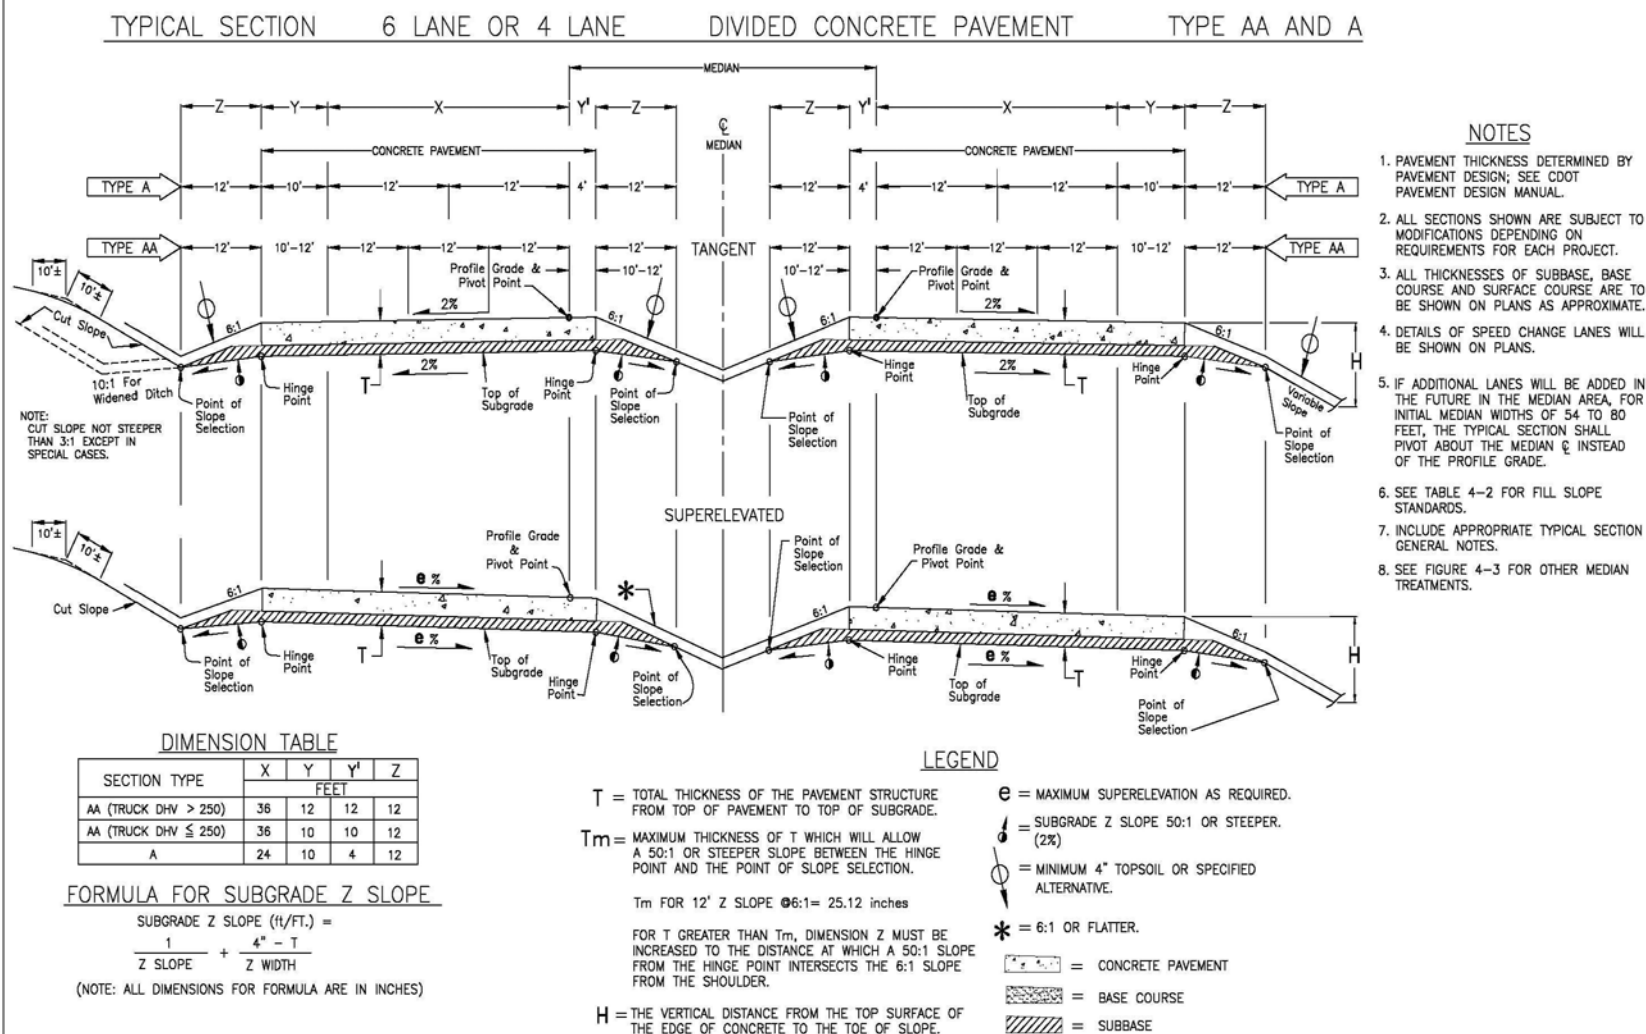 TYPICAL SECTION 6 LANE OR 4 LANE DIVIDED CONCRETE PAVEMENT TYPE AA AND A
MEDIAN
Z Y X Y' Z Z Y' X Y Z
℄
MEDIAN
CONCRETE PAVEMENT CONCRETE PAVEMENT
TYPE A 12' 10' 12' 12' 4' 12' 12' 4' 12' 12' 10' 12' TYPE A
TYPE AA 12' 10'-12' 12' 12' 12' 12' TANGENT 12' 12' 12' 12' 10'-12' 12' TYPE AA
10'-12' 10'-12'
10'±
10'±
Cut Slope
10:1 For
Widened Ditch
NOTE:
CUT SLOPE NOT STEEPER
THAN 3:1 EXCEPT IN
SPECIAL CASES.
6:1
Point of
Slope
Selection
Hinge
Point
T
2%
2%
Profile Grade &
Pivot Point
Top of
Subgrade
Hinge
Point
6:1
Point of
Slope
Selection
6:1
Point of
Slope
Selection
Hinge
Point
Profile Grade &
Pivot Point
2%
2%
Top of
Subgrade
T
Hinge
Point
6:1
Variable
Slope
Point of
Slope
Selection
H
SUPERELEVATED
10'±
10'±
Cut Slope
6:1
Point of
Slope
Selection
Hinge
Point
T
e %
e %
Profile Grade
&
Pivot Point
Top of
Subgrade
Hinge
Point
*
Point of
Slope
Selection
Point of
Slope
Selection
6:1
Hinge
Point
Profile Grade &
Pivot Point
e %
e %
Top of
Subgrade
T
Hinge
Point
6:1
Point of
Slope
Selection
H
NOTES
1. PAVEMENT THICKNESS DETERMINED BY
PAVEMENT DESIGN; SEE CDOT
PAVEMENT DESIGN MANUAL.
2. ALL SECTIONS SHOWN ARE SUBJECT TO
MODIFICATIONS DEPENDING ON
REQUIREMENTS FOR EACH PROJECT.
3. ALL THICKNESSES OF SUBBASE, BASE
COURSE AND SURFACE COURSE ARE TO
BE SHOWN ON PLANS AS APPROXIMATE.
4. DETAILS OF SPEED CHANGE LANES WILL
BE SHOWN ON PLANS.
5. IF ADDITIONAL LANES WILL BE ADDED IN
THE FUTURE IN THE MEDIAN AREA, FOR
INITIAL MEDIAN WIDTHS OF 54 TO 80
FEET, THE TYPICAL SECTION SHALL
PIVOT ABOUT THE MEDIAN ℄ INSTEAD
OF THE PROFILE GRADE.
6. SEE TABLE 4-2 FOR FILL SLOPE
STANDARDS.
7. INCLUDE APPROPRIATE TYPICAL SECTION
GENERAL NOTES.
8. SEE FIGURE 4-3 FOR OTHER MEDIAN
TREATMENTS.
DIMENSION TABLE
SECTION TYPE X Y Y' Z
FEET
AA (TRUCK DHV > 250) 36 12 12 12
AA (TRUCK DHV ≦ 250) 36 10 10 12
A 24 10 4 12
FORMULA FOR SUBGRADE Z SLOPE
SUBGRADE Z SLOPE (ft/FT.) =
1 4" - T
+
Z SLOPE Z WIDTH
(NOTE: ALL DIMENSIONS FOR FORMULA ARE IN INCHES)
LEGEND
T = TOTAL THICKNESS OF THE PAVEMENT STRUCTURE
FROM TOP OF PAVEMENT TO TOP OF SUBGRADE.
Tm = MAXIMUM THICKNESS OF T WHICH WILL ALLOW
A 50:1 OR STEEPER SLOPE BETWEEN THE HINGE
POINT AND THE POINT OF SLOPE SELECTION.
Tm FOR 12' Z SLOPE @6:1= 25.12 inches
FOR T GREATER THAN Tm, DIMENSION Z MUST BE
INCREASED TO THE DISTANCE AT WHICH A 50:1 SLOPE
FROM THE HINGE POINT INTERSECTS THE 6:1 SLOPE
FROM THE SHOULDER.
H = THE VERTICAL DISTANCE FROM THE TOP SURFACE OF
THE EDGE OF CONCRETE TO THE TOE OF SLOPE.
e = MAXIMUM SUPERELEVATION AS REQUIRED.
= SUBGRADE Z SLOPE 50:1 OR STEEPER.
(2%)
= MINIMUM 4" TOPSOIL OR SPECIFIED
ALTERNATIVE.
* = 6:1 OR FLATTER.
= CONCRETE PAVEMENT
= BASE COURSE
= SUBBASE